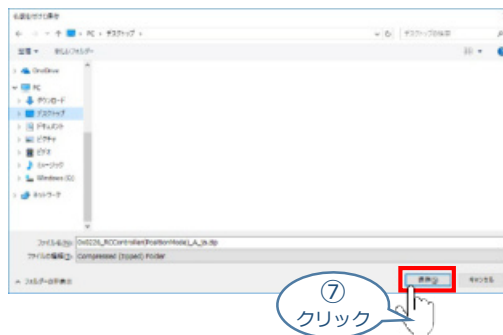 名前を付けて保存
PC › デスクトップ ›
デスクトップの検索
整理 ▾ 新しいフォルダー
OneDrive
PC
ダウンロード
デスクトップ
ドキュメント
ピクチャ
ビデオ
ミュージック
Windows (C:)
ネットワーク
ファイル名(N):
ファイルの種類(T): Compressed (zipped) Folder
フォルダーの非表示
保存(S)
キャンセル
⑦
クリック